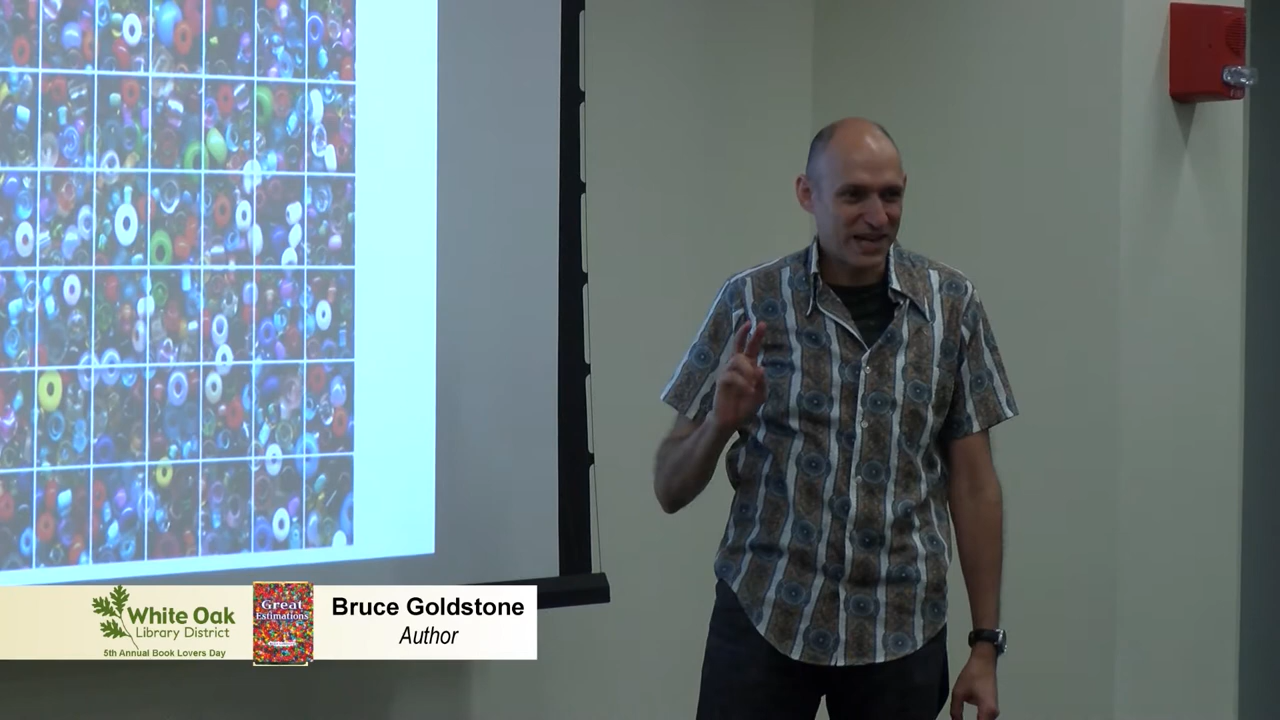 White Oak
Library District
5th Annual Book Lovers Day
Great
Estimations
Bruce Goldstone
Author